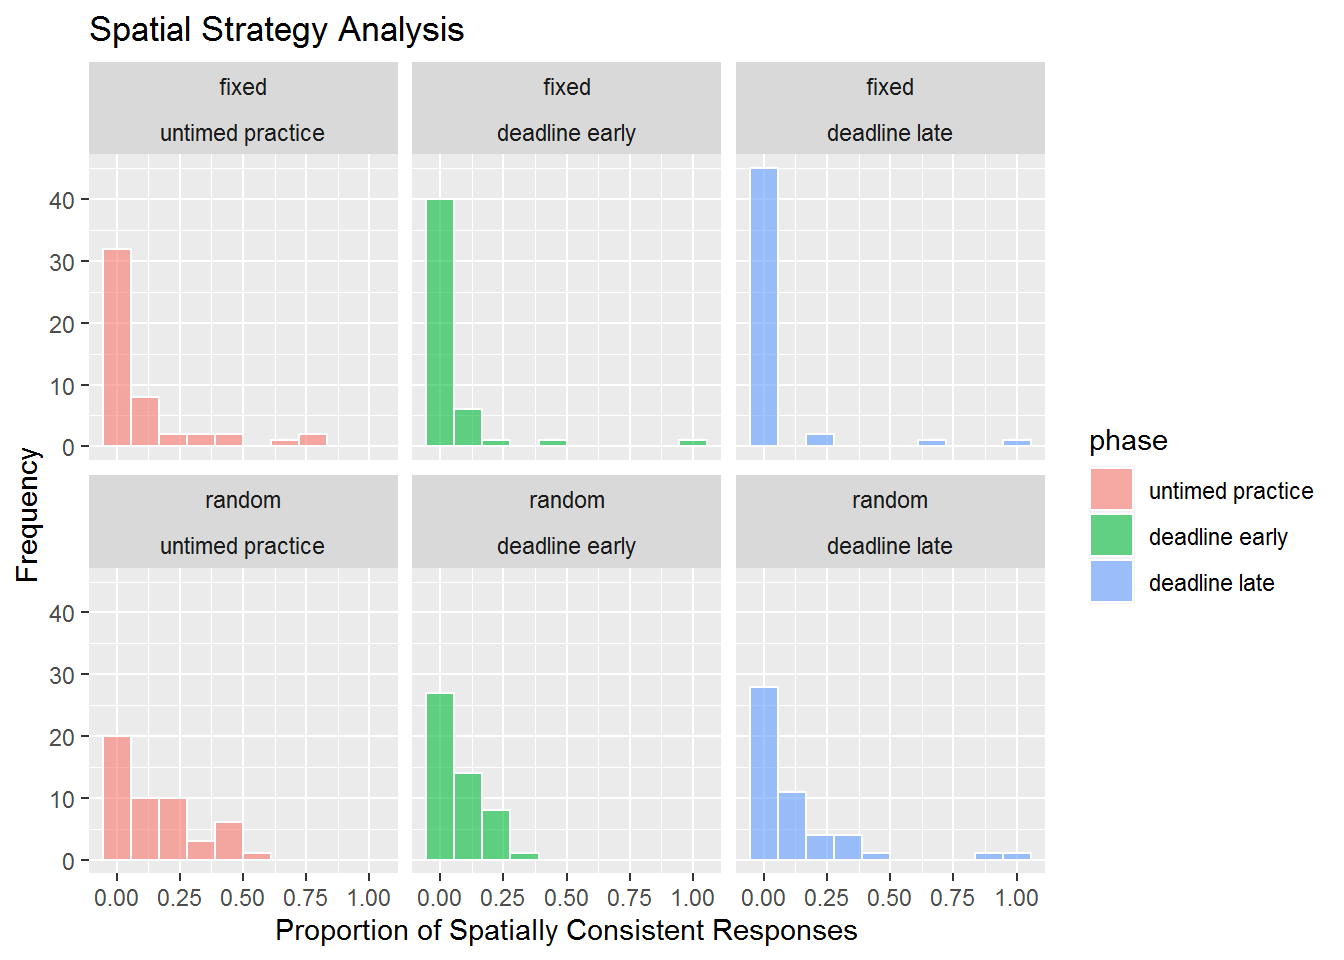 Spatial Strategy Analysis
fixed fixed fixed
untimed practice deadline early deadline late
40
30
20
10
0
random random random
untimed practice deadline early deadline late
40
30
20
10
0
0.00 0.25 0.50 0.75 1.00 0.00 0.25 0.50 0.75 1.00 0.00 0.25 0.50 0.75 1.00
Proportion of Spatially Consistent Responses
Frequency
phase
untimed practice
deadline early
deadline late